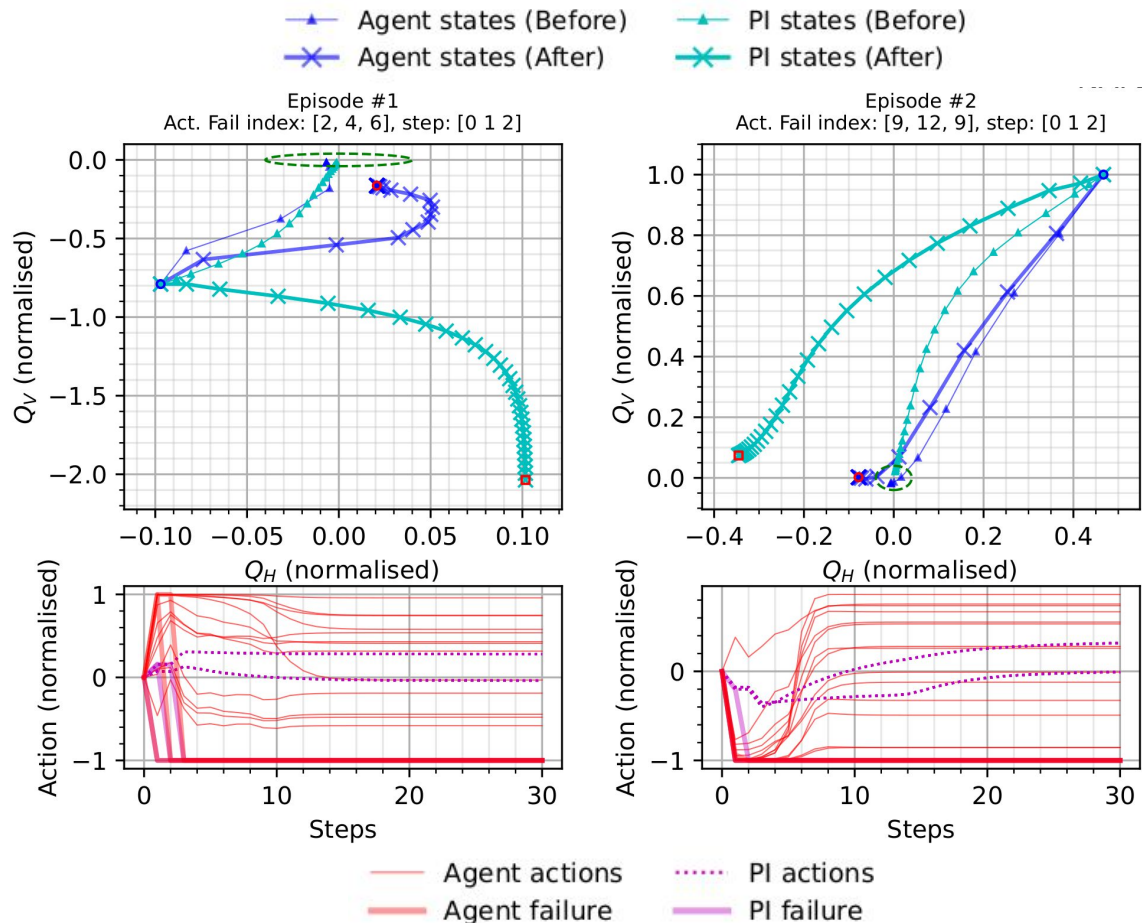 Agent states (Before)
PI states (Before)
Agent states (After)
PI states (After)
Episode #1
Act. Fail index: [2, 4, 6], step: [0 1 2]
Episode #2
Act. Fail index: [9, 12, 9], step: [0 1 2]
0.0
−0.5
−1.0
−1.5
−2.0
Q_V (normalised)
−0.10
−0.05
0.00
0.05
0.10
Q_H (normalised)
1.0
0.8
0.6
0.4
0.2
0.0
Q_V (normalised)
−0.4
−0.2
0.0
0.2
0.4
Q_H (normalised)
1
0
−1
Action (normalised)
0
10
20
30
Steps
0
−1
Action (normalised)
0
10
20
30
Steps
Agent actions
PI actions
Agent failure
PI failure